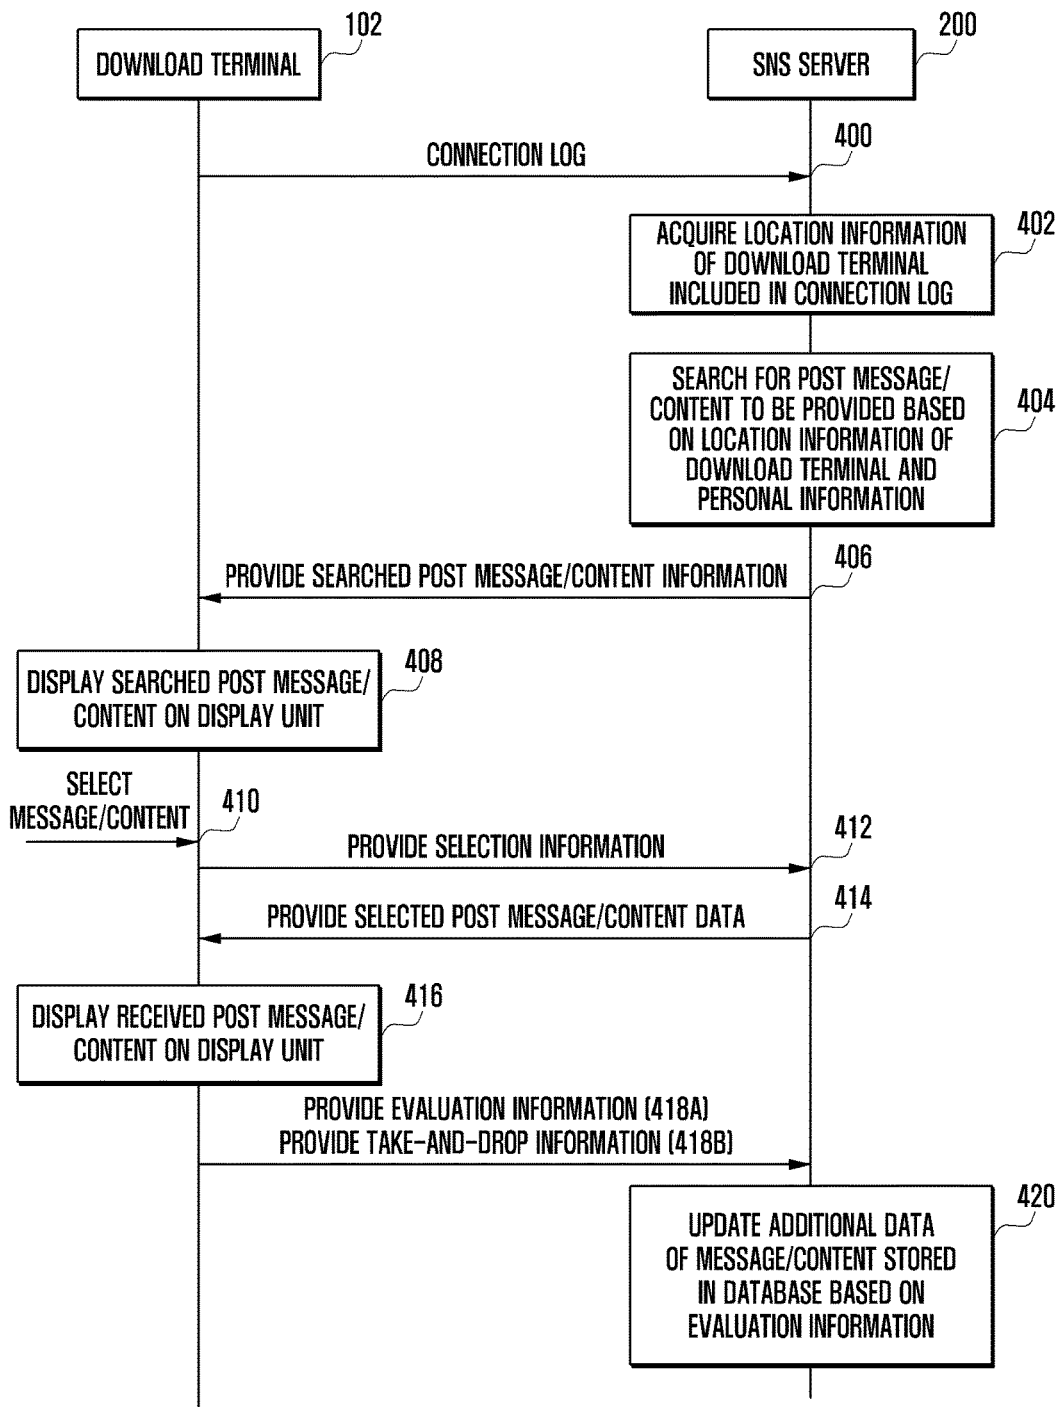 102
200
DOWNLOAD TERMINAL
SNS SERVER
CONNECTION LOG
400
402
ACQUIRE LOCATION INFORMATION
OF DOWNLOAD TERMINAL
INCLUDED IN CONNECTION LOG
404
SEARCH FOR POST MESSAGE/
CONTENT TO BE PROVIDED BASED
ON LOCATION INFORMATION OF
DOWNLOAD TERMINAL AND
PERSONAL INFORMATION
406
PROVIDE SEARCHED POST MESSAGE/CONTENT INFORMATION
408
DISPLAY SEARCHED POST MESSAGE/
CONTENT ON DISPLAY UNIT
SELECT
MESSAGE/CONTENT
410
412
PROVIDE SELECTION INFORMATION
414
PROVIDE SELECTED POST MESSAGE/CONTENT DATA
416
DISPLAY RECEIVED POST MESSAGE/
CONTENT ON DISPLAY UNIT
PROVIDE EVALUATION INFORMATION (418A)
PROVIDE TAKE-AND-DROP INFORMATION (418B)
420
UPDATE ADDITIONAL DATA
OF MESSAGE/CONTENT STORED
IN DATABASE BASED ON
EVALUATION INFORMATION